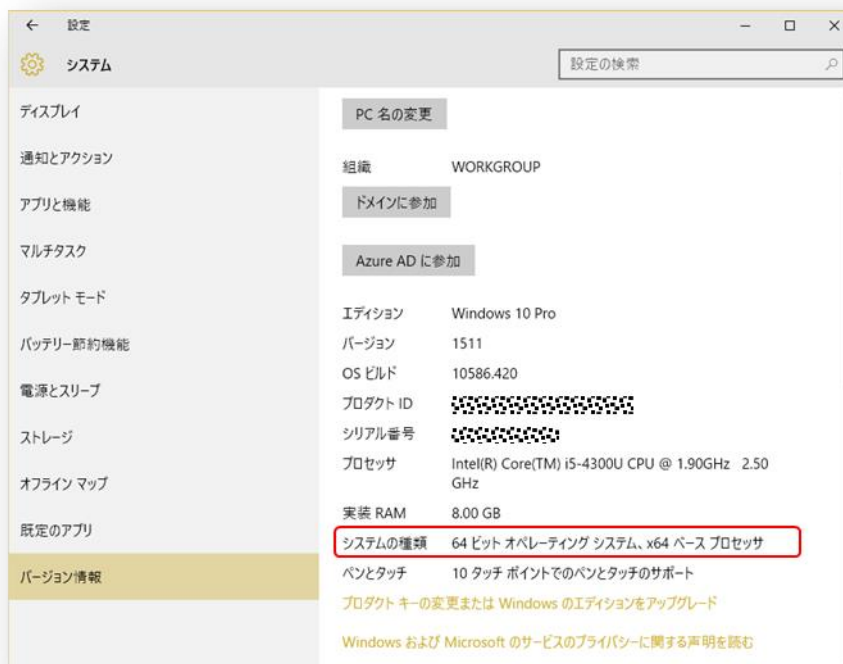 設定
システム
設定の検索
ディスプレイ
通知とアクション
アプリと機能
マルチタスク
タブレット モード
バッテリー節約機能
電源とスリープ
ストレージ
オフライン マップ
既定のアプリ
バージョン情報
PC 名の変更
組織 WORKGROUP
ドメインに参加
Azure AD に参加
エディション Windows 10 Pro
バージョン 1511
OS ビルド 10586.420
プロダクト ID
シリアル番号
プロセッサ Intel(R) Core(TM) i5-4300U CPU @ 1.90GHz 2.50
GHz
実装 RAM 8.00 GB
システムの種類 64 ビット オペレーティング システム、x64 ベース プロセッサ
ペンとタッチ 10 タッチ ポイントでのペンとタッチのサポート
プロダクト キーの変更または Windows のエディションをアップグレード
Windows および Microsoft のサービスのプライバシーに関する声明を読む